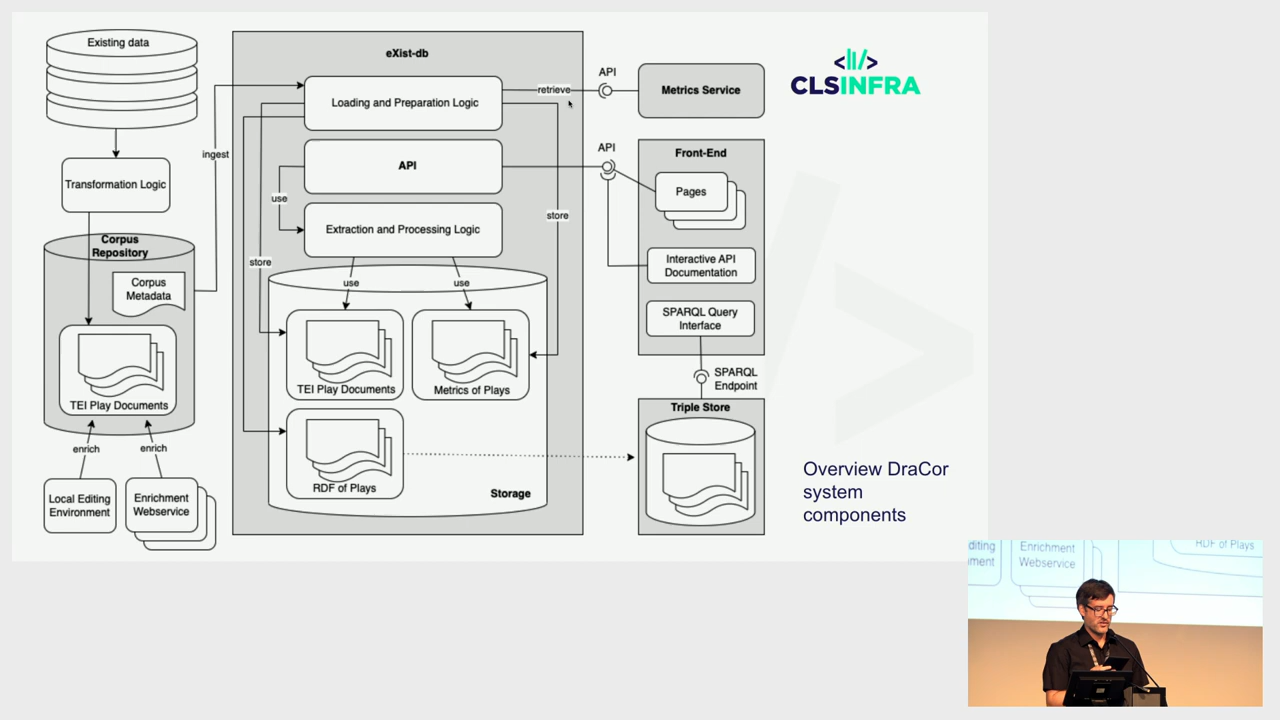 Existing data
Transformation Logic
Corpus
Repository
Corpus
Metadata
TEI Play Documents
enrich
enrich
Local Editing
Environment
Enrichment
Webservice
ingest
eXist-db
Loading and Preparation Logic
API
Extraction and Processing Logic
use
store
use
use
store
retrieve
TEI Play Documents
Metrics of Plays
RDF of Plays
Storage
API
Metrics Service
API
Front-End
Pages
Interactive API
Documentation
SPARQL Query
Interface
SPARQL
Endpoint
Triple Store
CLSINFRA
Overview DraCor
system
components
diting
ment
Enrichment
Webservice
RDF of Plays